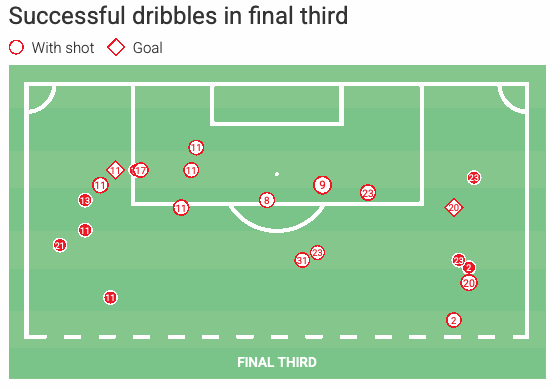 Successful dribbles in final third
With shot Goal
11
11 17 11
11 9 23 23
13 8
11 20
11
21 23
31 23 2
20
11
2
FINAL THIRD